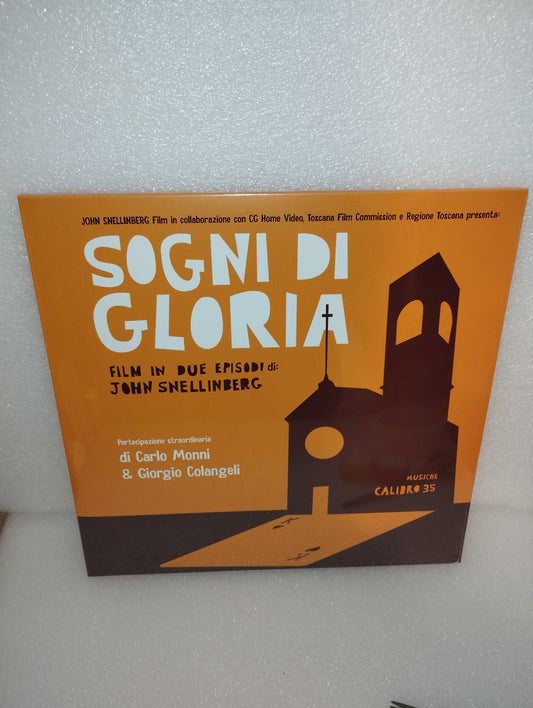 JOHN SNELLINBERG Film in collaborazione con CG Home Video, Toscana Film Commission e Regione Toscana presenta:
SOGNI DI
GLORIA
FILM IN DUE EPISODI di:
JOHN SNELLINBERG
Partecipazione straordinaria
di Carlo Monni
& Giorgio Colangeli
MUSICHE
CALIBRO 35